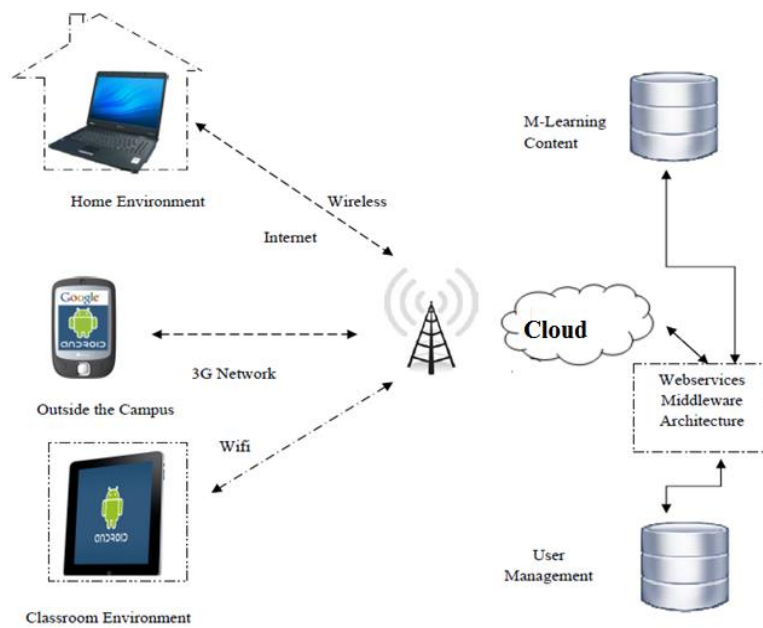 M-Learning
Content
Home Environment
Wireless
Internet
Google
ANDROID
Cloud
3G Network
Outside the Campus
Webservices
Middleware
Architecture
Wifi
ANDROID
User
Management
Classroom Environment